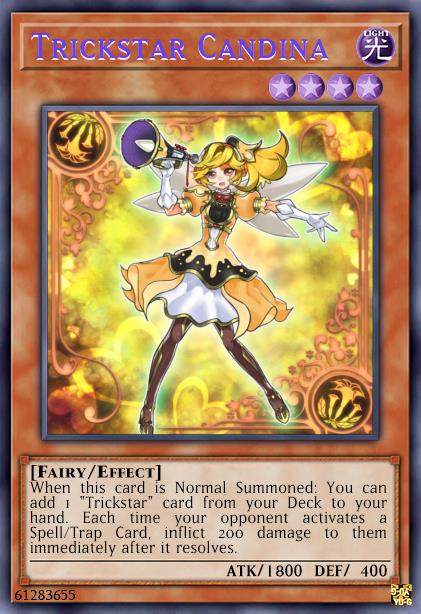 Trickstar Candina
LIGHT
光
[Fairy/Effect]
When this card is Normal Summoned: You can
add 1 "Trickstar" card from your Deck to your
hand. Each time your opponent activates a
Spell/Trap Card, inflict 200 damage to them
immediately after it resolves.
ATK/1800 DEF/ 400
61283655